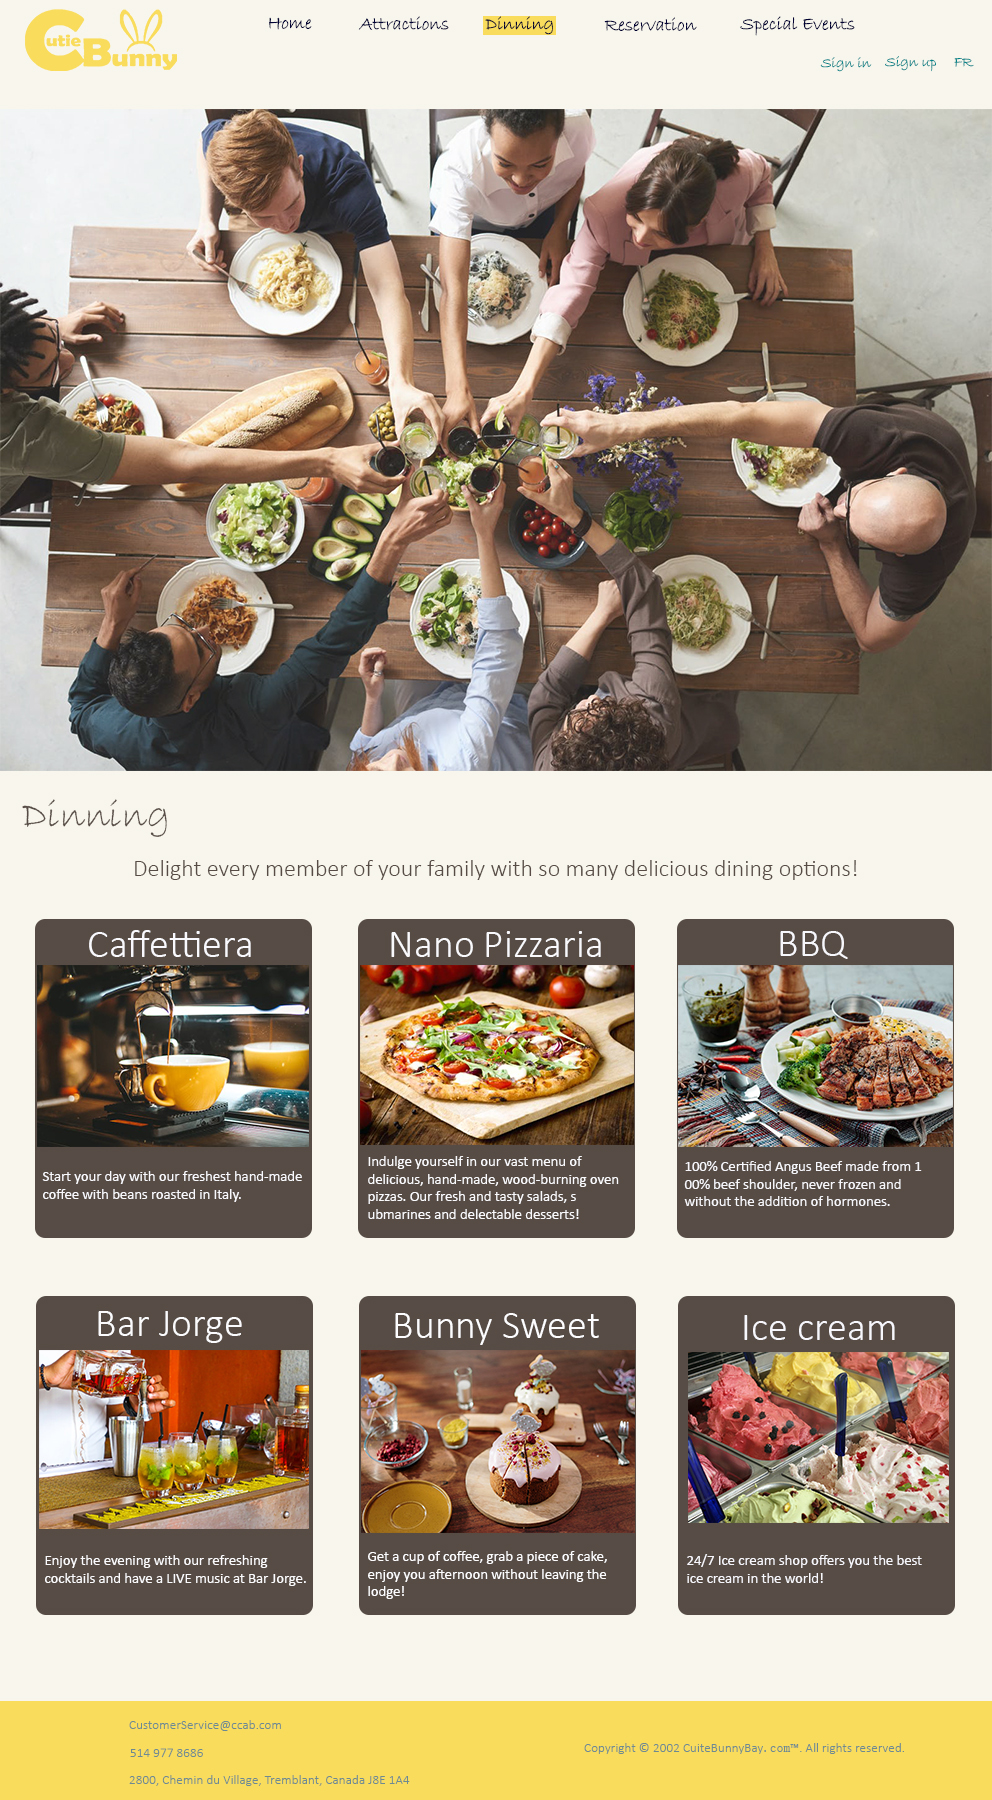 Cutie Bunny
Home Attractions Dinning Reservation Special Events
Sign in Sign up FR
Dinning
Delight every member of your family with so many delicious dining options!
Caffettiera
Start your day with our freshest hand-made
coffee with beans roasted in Italy.
Nano Pizzaria
Indulge yourself in our vast menu of
delicious, hand-made, wood-burning oven
pizzas. Our fresh and tasty salads, s
ubmarines and delectable desserts!
BBQ
100% Certified Angus Beef made from 1
00% beef shoulder, never frozen and
without the addition of hormones.
Bar Jorge
Enjoy the evening with our refreshing
cocktails and have a LIVE music at Bar Jorge.
Bunny Sweet
Get a cup of coffee, grab a piece of cake,
enjoy you afternoon without leaving the
lodge!
Ice cream
24/7 Ice cream shop offers you the best
ice cream in the world!
CustomerService@ccab.com
514 977 8686
2800, Chemin du Village, Tremblant, Canada J8E 1A4
Copyright © 2002 CuiteBunnyBay. com™. All rights reserved.